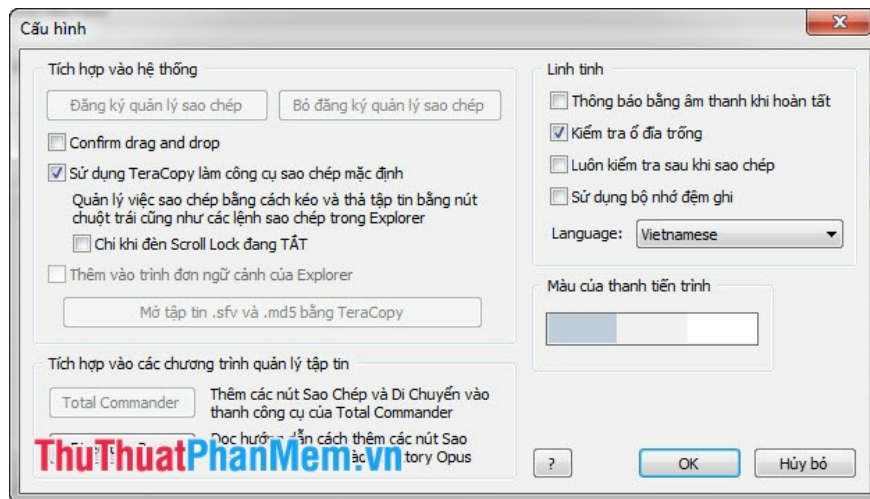 Cấu hình
Tích hợp vào hệ thống
Đăng ký quản lý sao chép
Bỏ đăng ký quản lý sao chép
Confirm drag and drop
Sử dụng TeraCopy làm công cụ sao chép mặc định
Quản lý việc sao chép bằng cách kéo và thả tập tin bằng nút
chuột trái cũng như các lệnh sao chép trong Explorer
Chỉ khi đèn Scroll Lock đang TẮT
Thêm vào trình đơn ngữ cảnh của Explorer
Mở tập tin .sfv và .md5 bằng TeraCopy
Tích hợp vào các chương trình quản lý tập tin
Total Commander
Thêm các nút Sao Chép và Di Chuyển vào
thanh công cụ của Total Commander
Đọc hướng dẫn cách thêm các nút Sao
tory Opus
ThuThuatPhanMem.vn
Linh tinh
Thông báo bằng âm thanh khi hoàn tất
Kiểm tra ổ đĩa trống
Luôn kiểm tra sau khi sao chép
Sử dụng bộ nhớ đệm ghi
Language: Vietnamese
Màu của thanh tiến trình
?
OK
Hủy bỏ